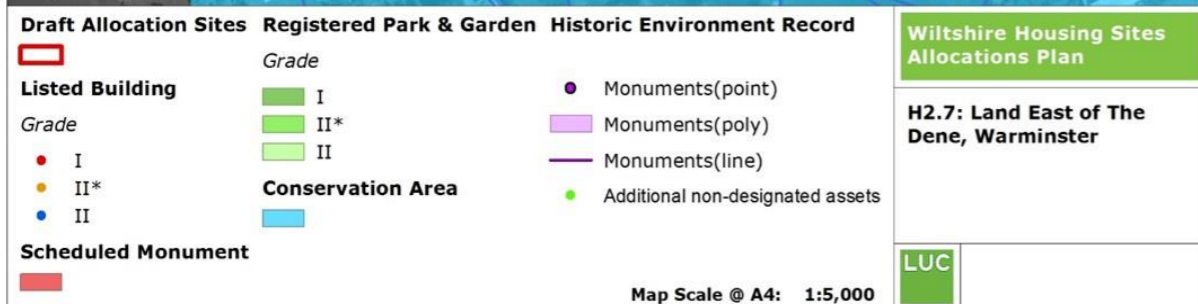 Draft Allocation Sites
Listed Building
Grade
I
II*
II
Scheduled Monument
Registered Park & Garden
Grade
I
II*
II
Conservation Area
Historic Environment Record
Monuments(point)
Monuments(poly)
Monuments(line)
Additional non-designated assets
Map Scale @ A4: 1:5,000
Wiltshire Housing Sites
Allocations Plan
H2.7: Land East of The
Dene, Warminster
LUC